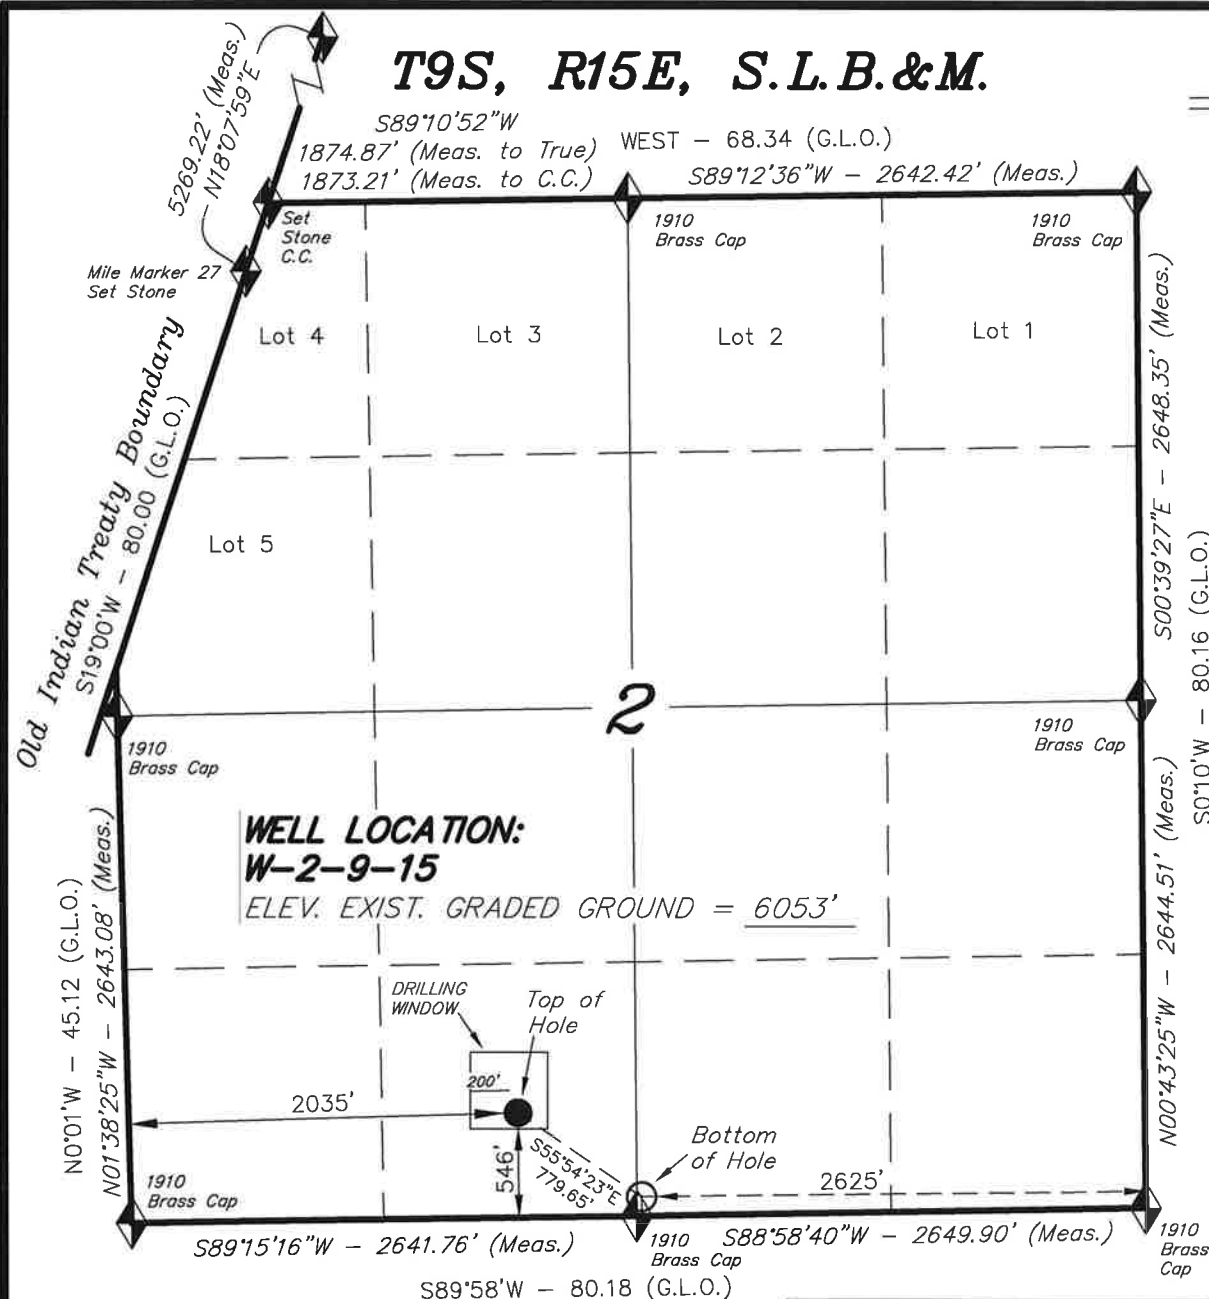 T9S, R15E, S.L.B.&M.
5269.22' (Meas.)
N18°07'59"E
S89°10'52"W
1874.87' (Meas. to True)
1873.21' (Meas. to C.C.)
WEST – 68.34 (G.L.O.)
S89°12'36"W – 2642.42' (Meas.)
Set
Stone
C.C.
1910
Brass Cap
1910
Brass Cap
Mile Marker 27
Set Stone
Lot 4
Lot 3
Lot 2
Lot 1
Old Indian Treaty Boundary
S19°00'W – 80.00 (G.L.O.)
S00°39'27"E – 2648.35' (Meas.)
Lot 5
S0°10'W – 80.16 (G.L.O.)
2
1910
Brass Cap
1910
Brass Cap
WELL LOCATION:
W–2–9–15
ELEV. EXIST. GRADED GROUND = 6053'
N0°01'W – 45.12 (G.L.O.)
N01°38'25"W – 2643.08' (Meas.)
N00°43'25"W – 2644.51' (Meas.)
DRILLING
WINDOW
Top of
Hole
200'
2035'
546'
S55°54'23"E
779.65'
Bottom
of Hole
2625'
1910
Brass Cap
S89°15'16"W – 2641.76' (Meas.)
1910
Brass Cap
S88°58'40"W – 2649.90' (Meas.)
1910
Brass
Cap
S89°58'W – 80.18 (G.L.O.)